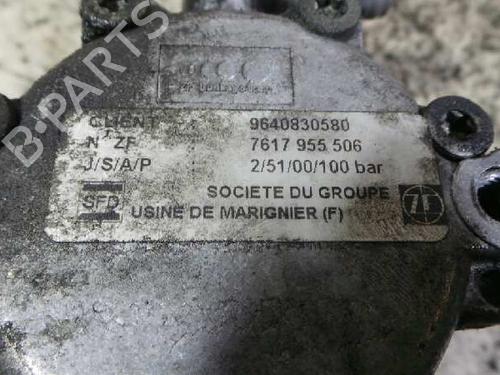 B-PARTS
CLIENT : 9640830580
N° ZF : 7617 955 506
J/S/A/P : 2/51/00/100 bar
SFD SOCIETE DU GROUPE ZF
USINE DE MARIGNIER (F)